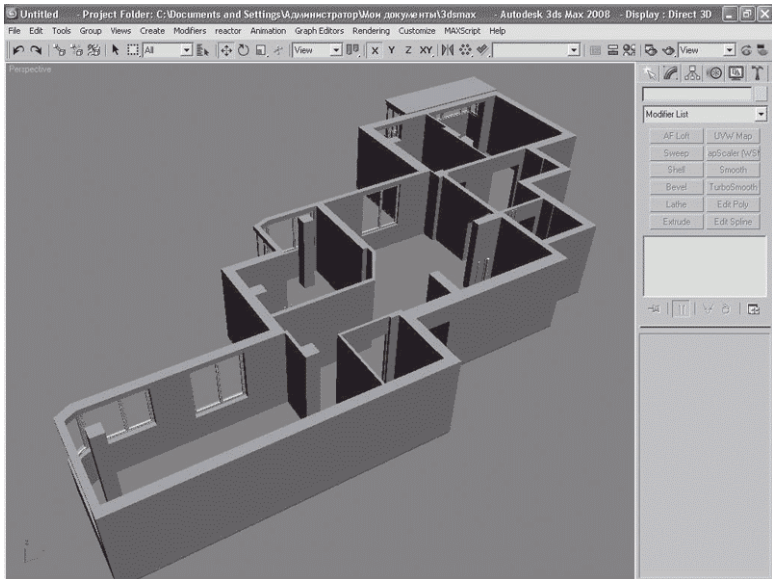 Untitled - Project Folder: C:\Documents and Settings\Администратор\Мои документы\3dsmax - Autodesk 3ds Max 2008 - Display : Direct 3D
File Edit Tools Group Views Create Modifiers reactor Animation Graph Editors Rendering Customize MAXScript Help
All View X Y Z XY View
Perspective
Modifier List
AF Loft UVW Map
Sweep apScaler (WSM
Shell Smooth
Bevel TurboSmooth
Lathe Edit Poly
Extrude Edit Spline